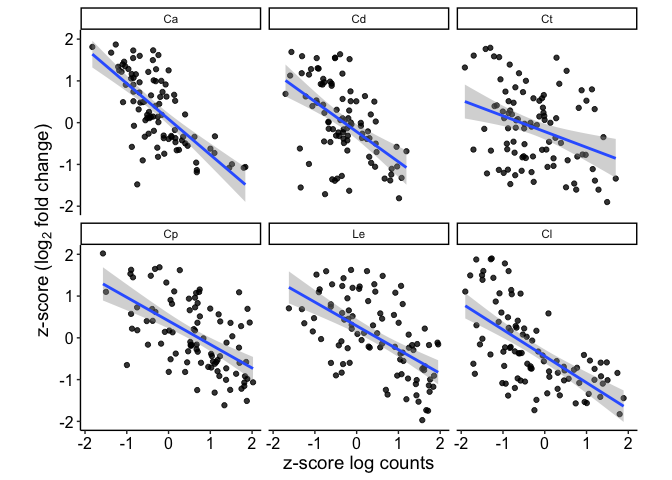 Ca Cd Ct
2
1
0
-1
-2
Cp Le Cl
2
1
0
-1
-2
-2 -1 0 1 2 -2 -1 0 1 2 -2 -1 0 1 2
z-score log counts
z-score (log₂ fold change)